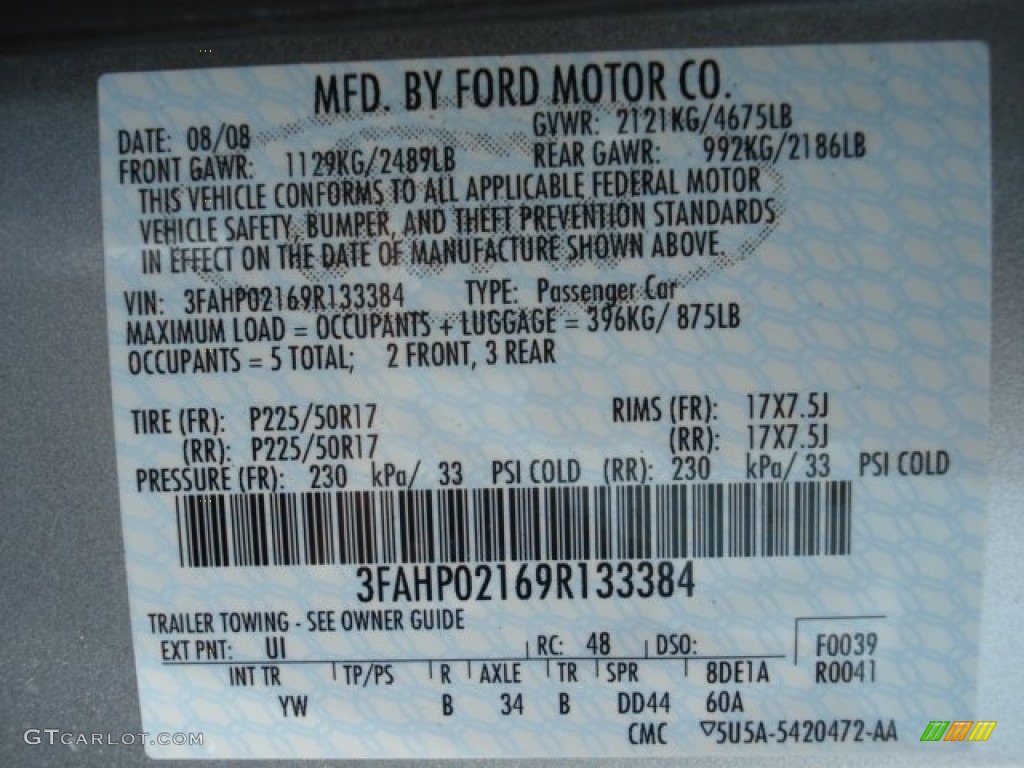 MFD. BY FORD MOTOR CO.
DATE: 08/08 GVWR: 2121KG/4675LB
FRONT GAWR: 1129KG/2489LB REAR GAWR: 992KG/2186LB
THIS VEHICLE CONFORMS TO ALL APPLICABLE FEDERAL MOTOR
VEHICLE SAFETY, BUMPER, AND THEFT PREVENTION STANDARDS
IN EFFECT ON THE DATE OF MANUFACTURE SHOWN ABOVE.
VIN: 3FAHP02169R133384 TYPE: Passenger Car
MAXIMUM LOAD = OCCUPANTS + LUGGAGE = 396KG/ 875LB
OCCUPANTS = 5 TOTAL; 2 FRONT, 3 REAR
TIRE (FR): P225/50R17 RIMS (FR): 17X7.5J
(RR): P225/50R17 (RR): 17X7.5J
PRESSURE (FR): 230 kPa/ 33 PSI COLD (RR): 230 kPa/ 33 PSI COLD
3FAHP02169R133384
TRAILER TOWING - SEE OWNER GUIDE
EXT PNT: UI RC: 48 DSO: F0039
INT TR TP/PS R AXLE TR SPR 8DE1A R0041
YW B 34 B DD44 60A
CMC ▽5U5A-5420472-AA
GTCARLOT.COM